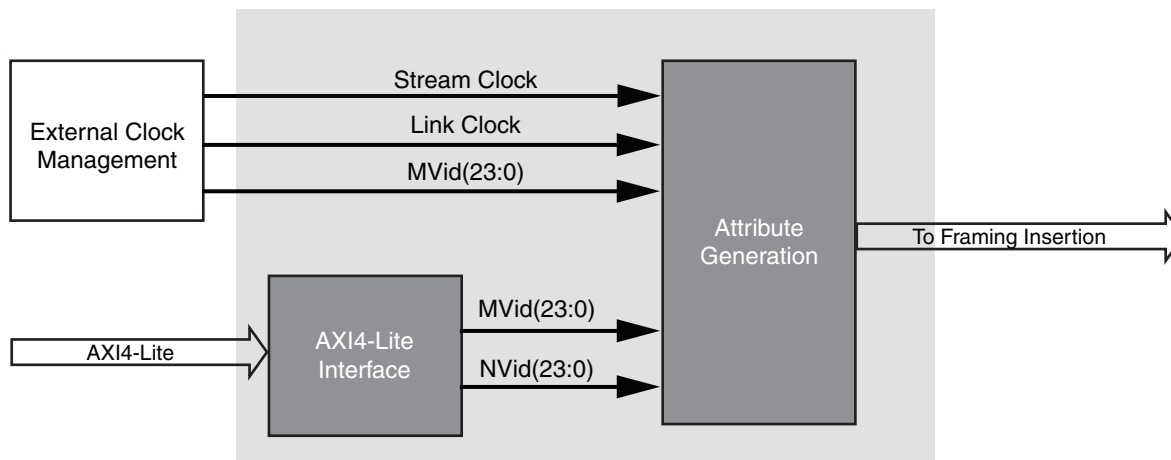 External Clock
Management
Stream Clock
Link Clock
MVid(23:0)
Attribute
Generation
To Framing Insertion
AXI4-Lite
AXI4-Lite
Interface
MVid(23:0)
NVid(23:0)